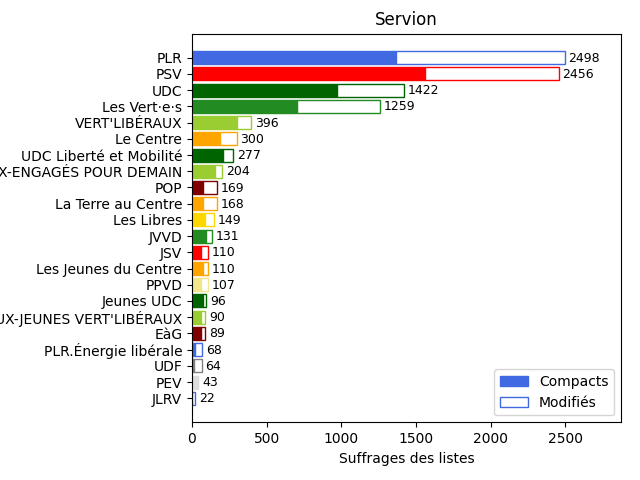 Servion
PLR 2498
PSV 2456
UDC 1422
Les Vert·e·s 1259
VERT'LIBÉRAUX 396
Le Centre 300
UDC Liberté et Mobilité 277
X-ENGAGÉS POUR DEMAIN 204
POP 169
La Terre au Centre 168
Les Libres 149
JVVD 131
JSV 110
Les Jeunes du Centre 110
PPVD 107
Jeunes UDC 96
UX-JEUNES VERT'LIBÉRAUX 90
EàG 89
PLR.Énergie libérale 68
UDF 64
PEV 43
JLRV 22
Compacts
Modifiés
0 500 1000 1500 2000 2500
Suffrages des listes